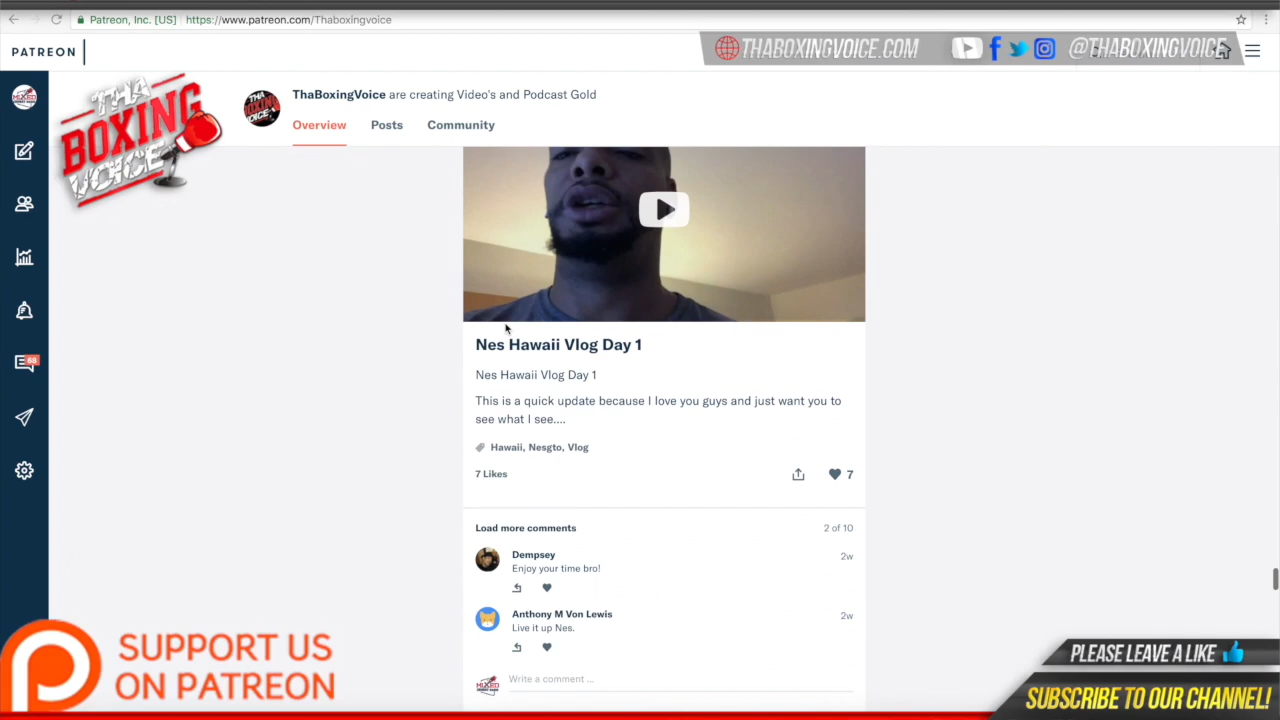 Patreon, Inc. [US]
https://www.patreon.com/Thaboxingvoice
PATREON
THABOXINGVOICE.COM
@THABOXINGVOICE
THA
BOXING
VOICE
ThaBoxingVoice are creating Video's and Podcast Gold
Overview Posts Community
68
Nes Hawaii Vlog Day 1
Nes Hawaii Vlog Day 1
This is a quick update because I love you guys and just want you to
see what I see....
Hawaii, Nesgto, Vlog
7 Likes
7
Load more comments
2 of 10
Dempsey
2w
Enjoy your time bro!
Anthony M Von Lewis
2w
Live it up Nes.
Write a comment ...
SUPPORT US
ON PATREON
PLEASE LEAVE A LIKE
SUBSCRIBE TO OUR CHANNEL!